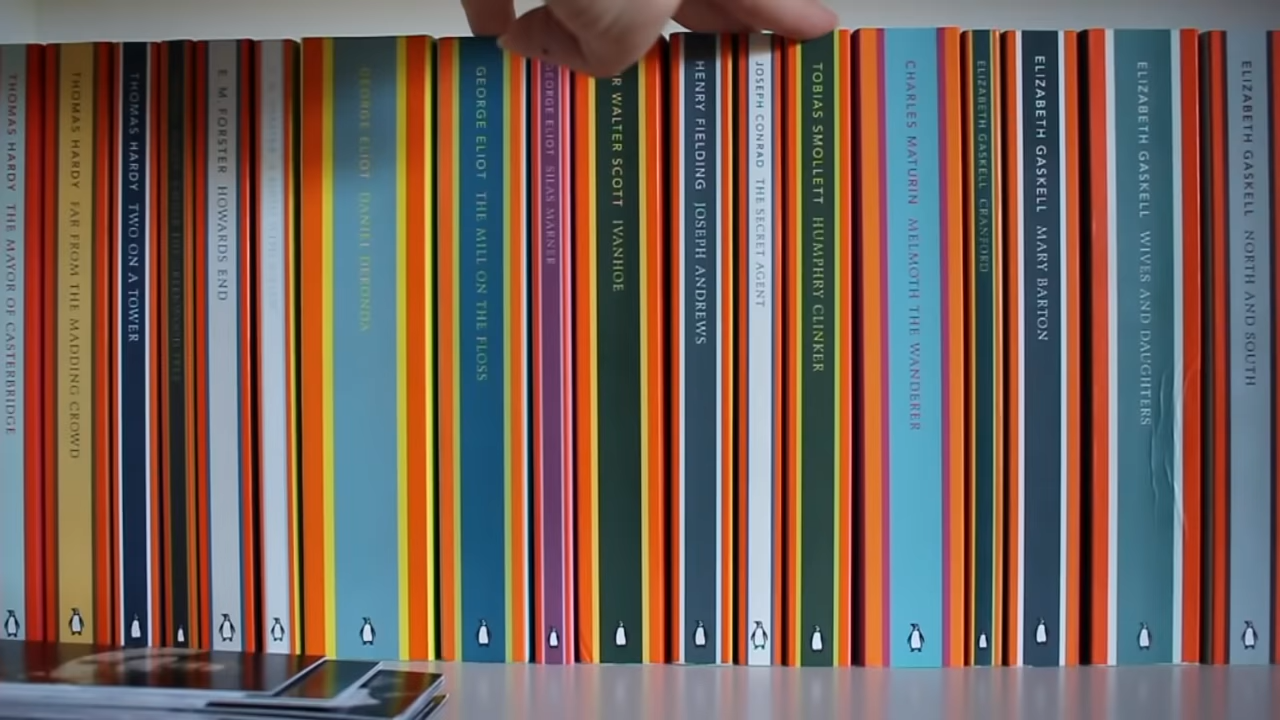 THOMAS HARDY THE MAYOR OF CASTERBRIDGE
THOMAS HARDY FAR FROM THE MADDING CROWD
THOMAS HARDY TWO ON A TOWER
E. M. FORSTER HOWARDS END
GEORGE ELIOT DANIEL DERONDA
GEORGE ELIOT THE MILL ON THE FLOSS
GEORGE ELIOT SILAS MARNER
R WALTER SCOTT IVANHOE
HENRY FIELDING JOSEPH ANDREWS
JOSEPH CONRAD THE SECRET AGENT
TOBIAS SMOLLETT HUMPHRY CLINKER
CHARLES MATURIN MELMOTH THE WANDERER
ELIZABETH GASKELL CRANFORD
ELIZABETH GASKELL MARY BARTON
ELIZABETH GASKELL WIVES AND DAUGHTERS
ELIZABETH GASKELL NORTH AND SOUTH